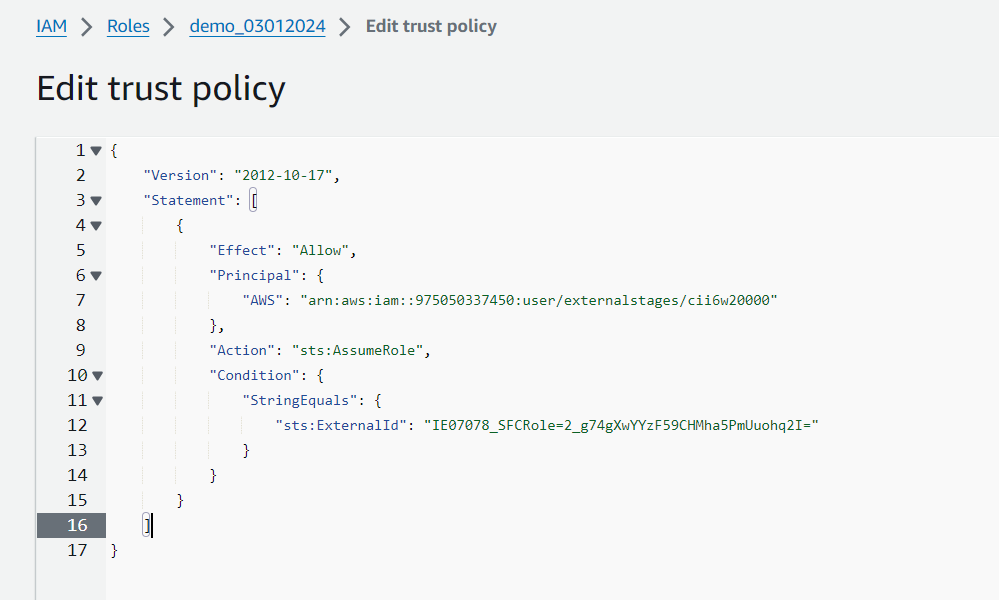 IAM > Roles > demo_03012024 > Edit trust policy
Edit trust policy
1 {
2 "Version": "2012-10-17",
3 "Statement": [
4 {
5 "Effect": "Allow",
6 "Principal": {
7 "AWS": "arn:aws:iam::975050337450:user/externalstages/cii6w20000"
8 },
9 "Action": "sts:AssumeRole",
10 "Condition": {
11 "StringEquals": {
12 "sts:ExternalId": "IE07078_SFCRole=2_g74gXwYYzF59CHMha5PmUuohq2I="
13 }
14 }
15 }
16 ]
17 }